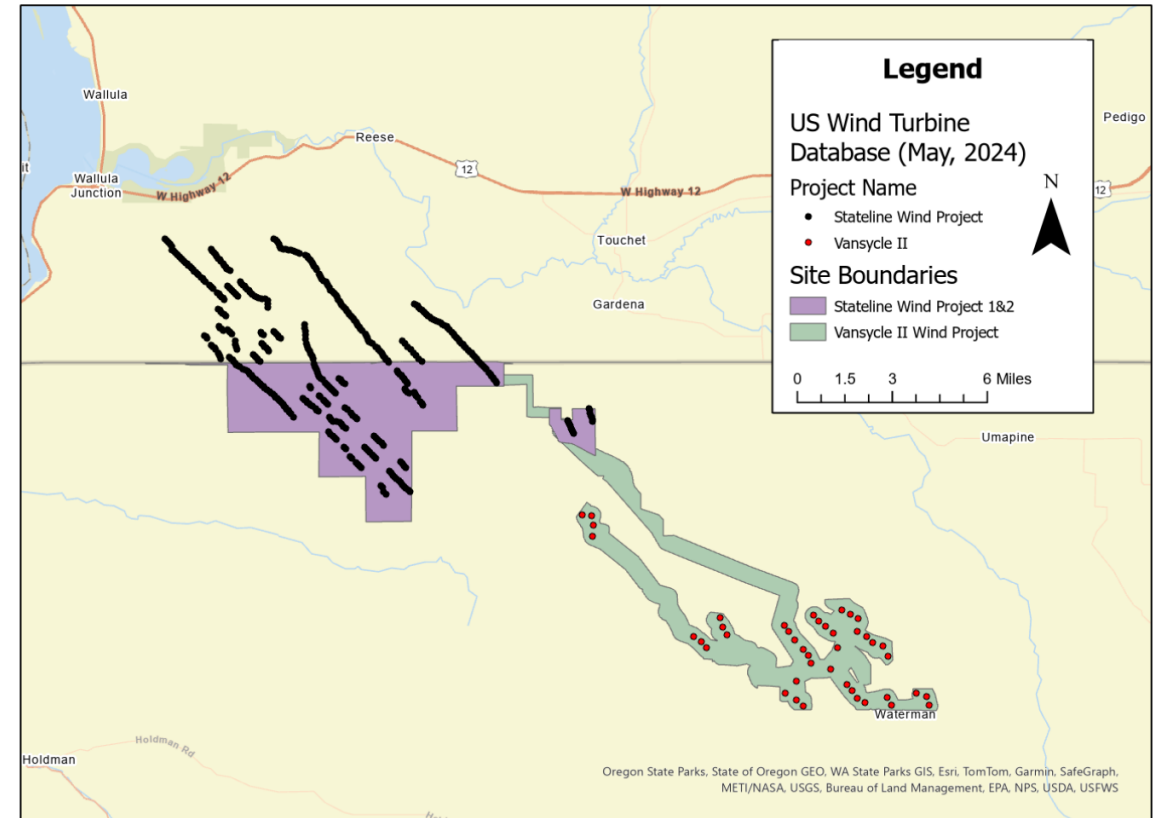 Wallula
Reese
12
Wallula
Junction
W Highway 12
W Highway 12
Touchet
Gardena
it
Legend
US Wind Turbine
Database (May, 2024)
Project Name
Stateline Wind Project
Vansycle II
Site Boundaries
Stateline Wind Project 1&2
Vansycle II Wind Project
0 1.5 3 6 Miles
N
Pedigo
12
Umapine
Waterman
Holdman Rd
Holdman
Oregon State Parks, State of Oregon GEO, WA State Parks GIS, Esri, TomTom, Garmin, SafeGraph,
METI/NASA, USGS, Bureau of Land Management, EPA, NPS, USDA, USFWS